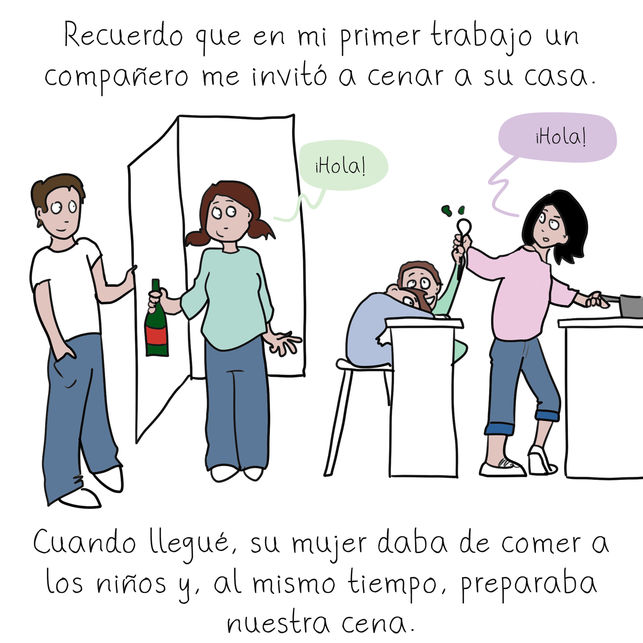 Recuerdo que en mi primer trabajo un
compañero me invitó a cenar a su casa.
¡Hola!
¡Hola!
Cuando llegué, su mujer daba de comer a
los niños y, al mismo tiempo, preparaba
nuestra cena.